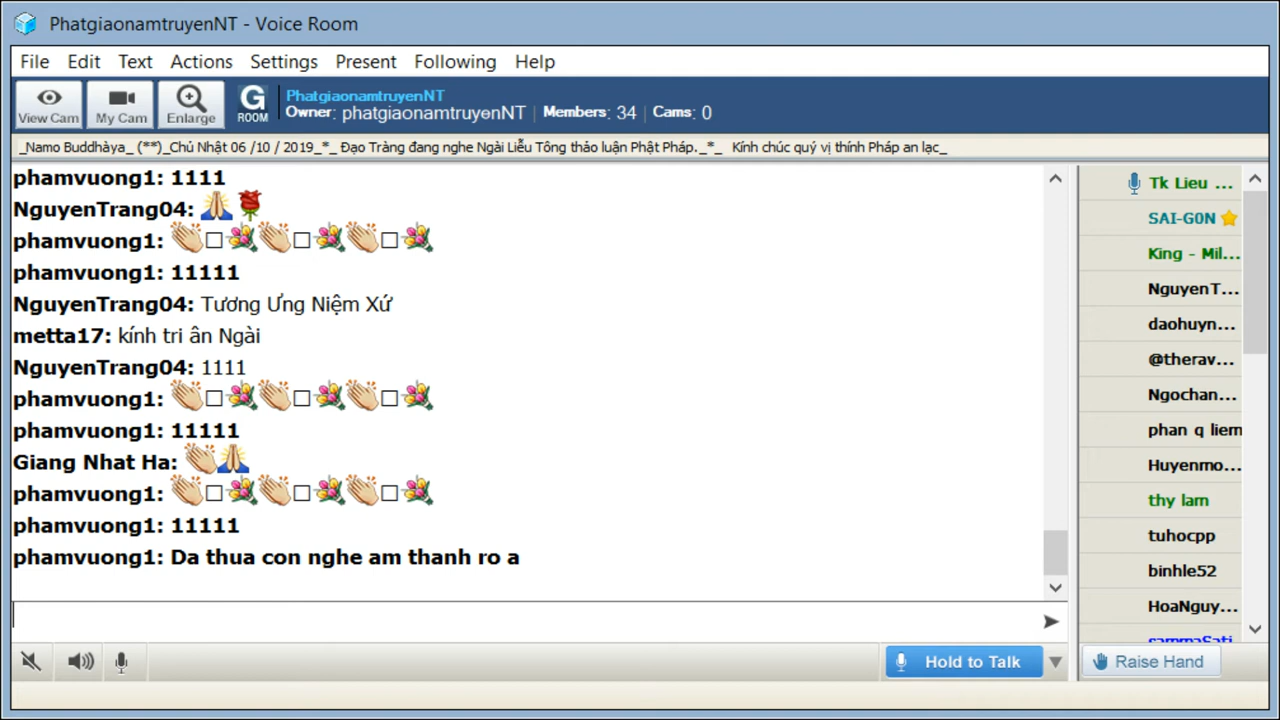 PhatgiaonamtruyenNT - Voice Room
File Edit Text Actions Settings Present Following Help
View Cam My Cam Enlarge G ROOM PhatgiaonamtruyenNT
Owner: phatgiaonamtruyenNT | Members: 34 | Cams: 0
_Namo Buddhàya_ (**)_Chủ Nhật 06 /10 / 2019_*_ Đạo Tràng đang nghe Ngài Liễu Tông thảo luận Phật Pháp._*_ Kính chúc quý vị thính Pháp an lạc_
phamvuong1: 1111
NguyenTrang04: 🙏🌹
phamvuong1: 👏□💐👏□💐👏□💐
phamvuong1: 11111
NguyenTrang04: Tương Ưng Niệm Xứ
metta17: kính tri ân Ngài
NguyenTrang04: 1111
phamvuong1: 👏□💐👏□💐👏□💐
phamvuong1: 11111
Giang Nhat Ha: 👏🙏
phamvuong1: 👏□💐👏□💐👏□💐
phamvuong1: 11111
phamvuong1: Da thua con nghe am thanh ro a
Tk Lieu ...
SAI-G0N
King - Mil...
NguyenT...
daohuyn...
@therav...
Ngochan...
phan q liem
Huyenmo...
thy lam
tuhocpp
binhle52
HoaNguy...
sammaSati
Hold to Talk
Raise Hand